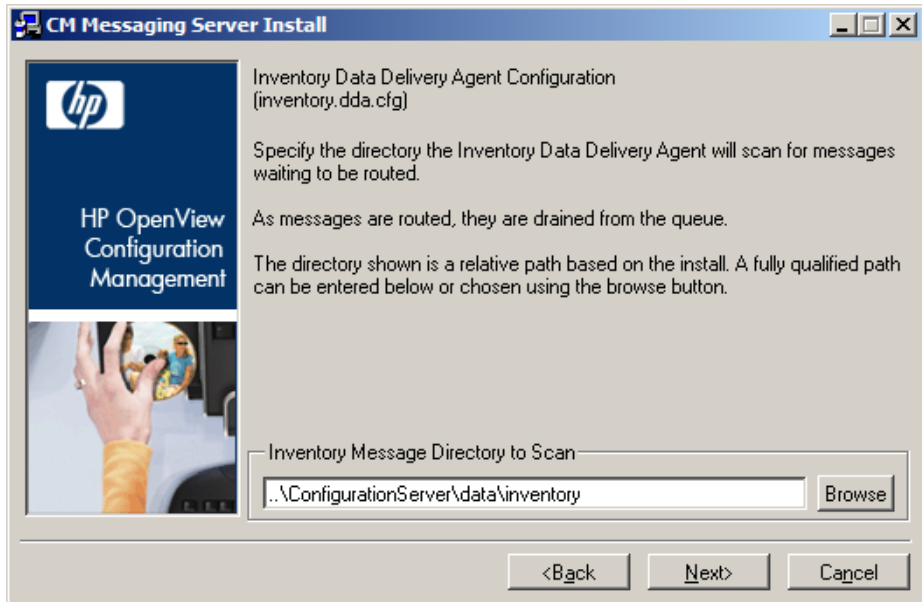 CM Messaging Server Install
hp
HP OpenView
Configuration
Management
Inventory Data Delivery Agent Configuration
(inventory.dda.cfg)
Specify the directory the Inventory Data Delivery Agent will scan for messages
waiting to be routed.
As messages are routed, they are drained from the queue.
The directory shown is a relative path based on the install. A fully qualified path
can be entered below or chosen using the browse button.
Inventory Message Directory to Scan
..\ConfigurationServer\data\inventory
Browse
<Back
Next>
Cancel